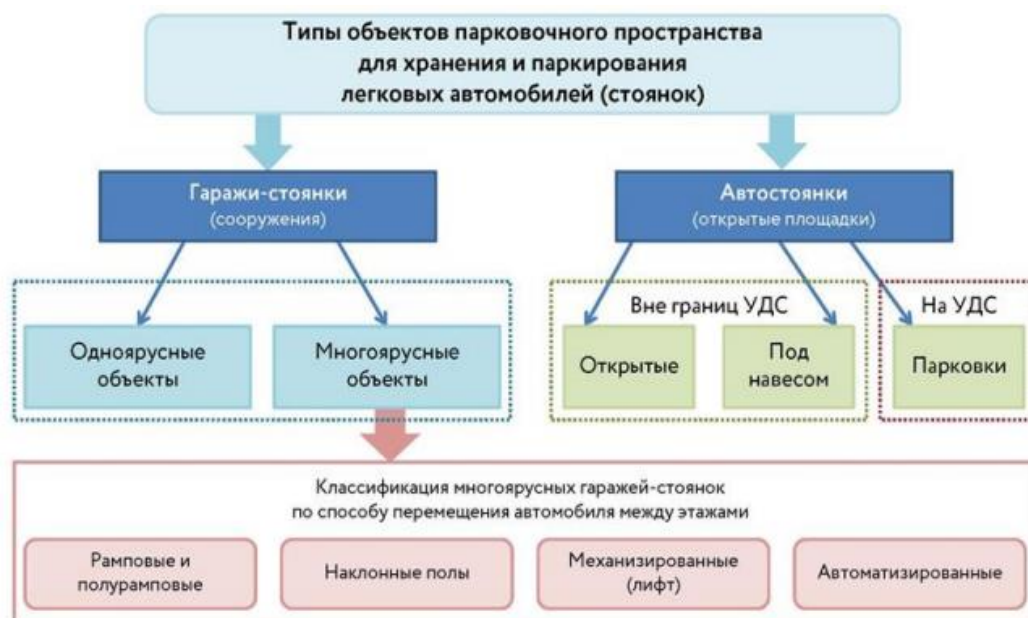 Типы объектов парковочного пространства
для хранения и паркирования
легковых автомобилей (стоянок)
Гаражи-стоянки
(сооружения)
Автостоянки
(открытые площадки)
Вне границ УДС
На УДС
Одноярусные
объекты
Многоярусные
объекты
Открытые
Под
навесом
Парковки
Классификация многоярусных гаражей-стоянок
по способу перемещения автомобиля между этажами
Рамповые и
полурамповые
Наклонные полы
Механизированные
(лифт)
Автоматизированные